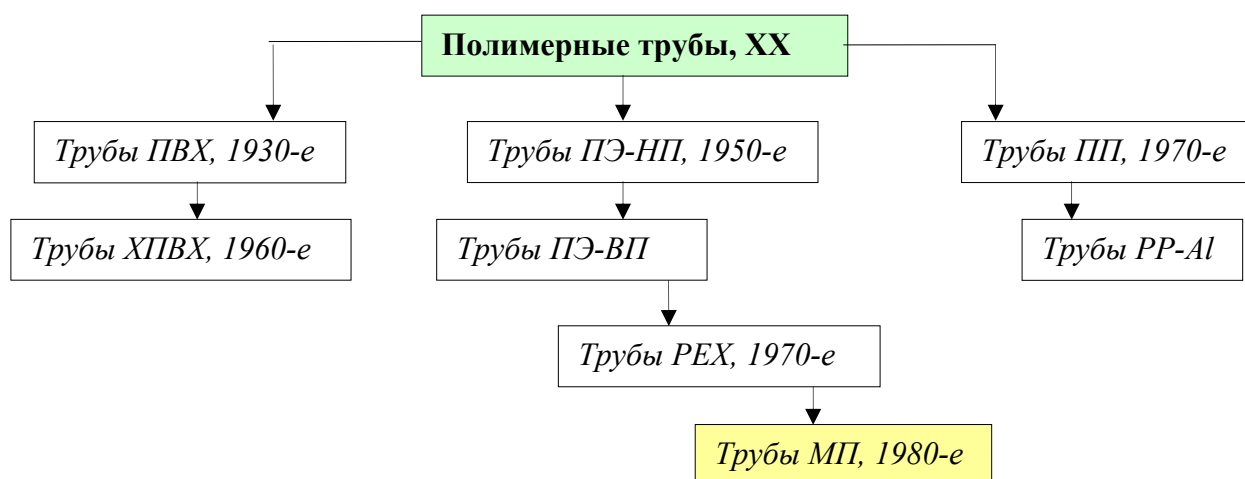 Полимерные трубы, XX
Трубы ПВХ, 1930-е
Трубы ПЭ-НП, 1950-е
Трубы ПП, 1970-е
Трубы ХПВХ, 1960-е
Трубы ПЭ-ВП
Трубы PP-Al
Трубы PEX, 1970-е
Трубы МП, 1980-е